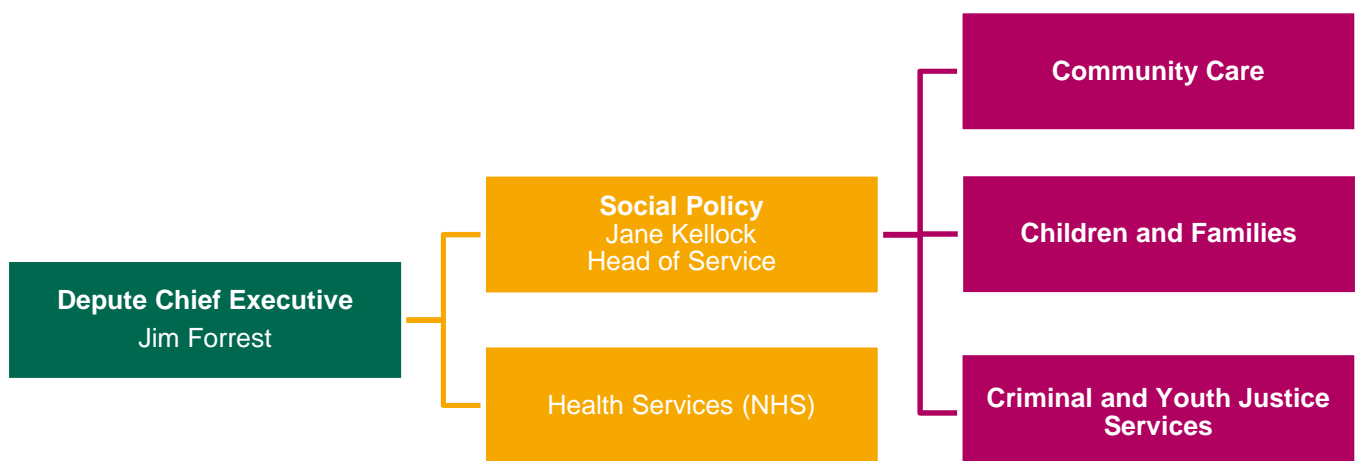 Depute Chief Executive
Jim Forrest
Social Policy
Jane Kellock
Head of Service
Health Services (NHS)
Community Care
Children and Families
Criminal and Youth Justice
Services